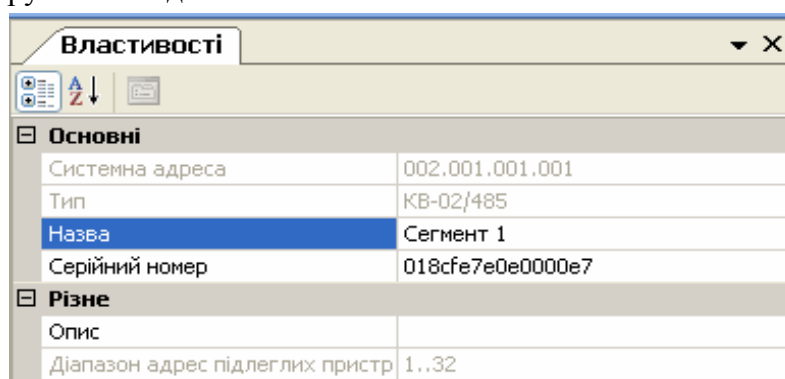 Властивості
Основні
Системна адреса 002.001.001.001
Тип КВ-02/485
Назва Сегмент 1
Серійний номер 018cfe7e0e0000e7
Різне
Опис
Діапазон адрес підлеглих пристр 1..32